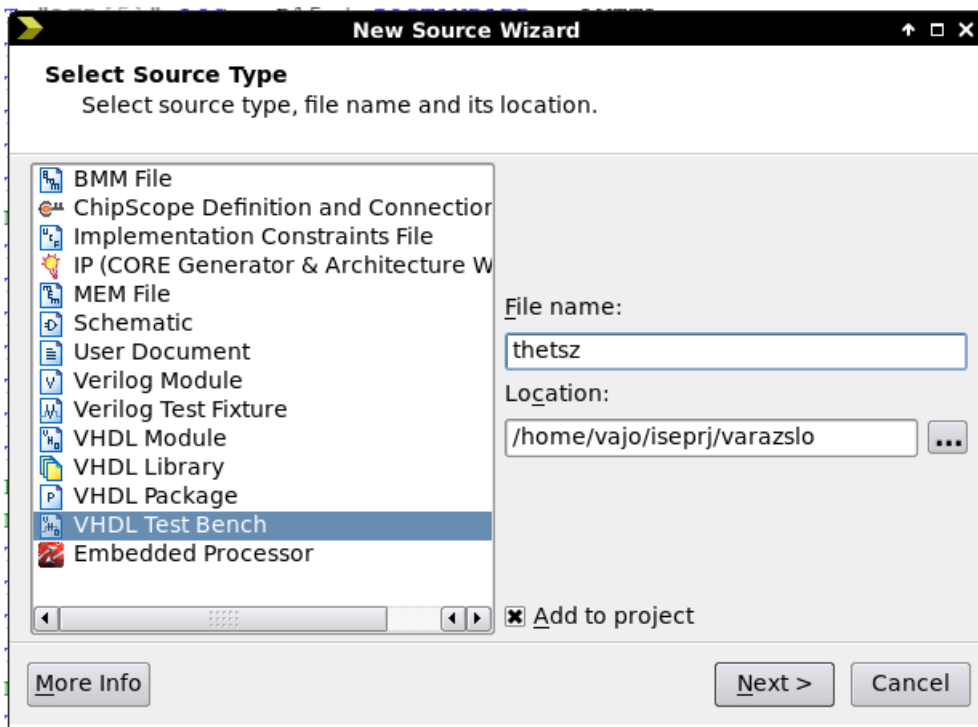 New Source Wizard
Select Source Type
Select source type, file name and its location.
BMM File
ChipScope Definition and Connection
Implementation Constraints File
IP (CORE Generator & Architecture W
MEM File
Schematic
User Document
Verilog Module
Verilog Test Fixture
VHDL Module
VHDL Library
VHDL Package
VHDL Test Bench
Embedded Processor
File name:
thetsz
Location:
/home/vajo/iseprj/varazslo
...
Add to project
More Info
Next >
Cancel